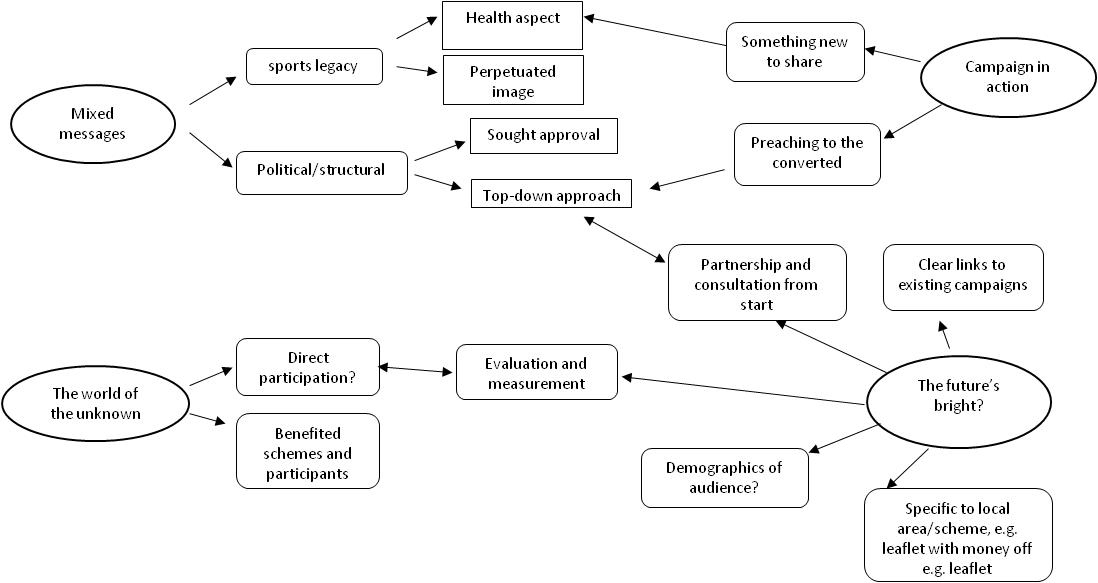 Health aspect
Something new
to share
Campaign in
action
sports legacy
Perpetuated
image
Mixed
messages
Sought approval
Preaching to the
converted
Political/structural
Top-down approach
Partnership and
consultation from
start
Clear links to
existing campaigns
Direct
participation?
Evaluation and
measurement
The world of
the unknown
The future’s
bright?
Benefited
schemes and
participants
Demographics of
audience?
Specific to local
area/scheme, e.g.
leaflet with money off
e.g. leaflet